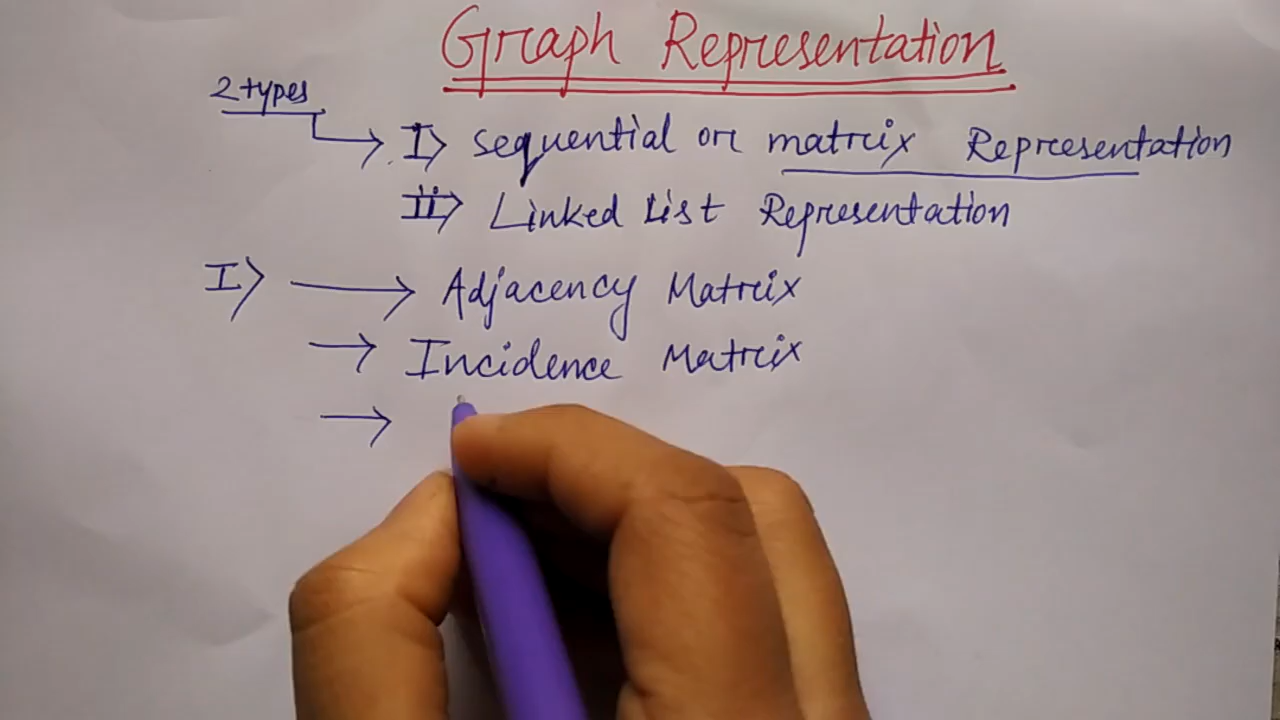 Graph Representation
2 types
I> sequential or matrix Representation
II> Linked List Representation
I> → Adjacency Matrix
→ Incidence Matrix
→